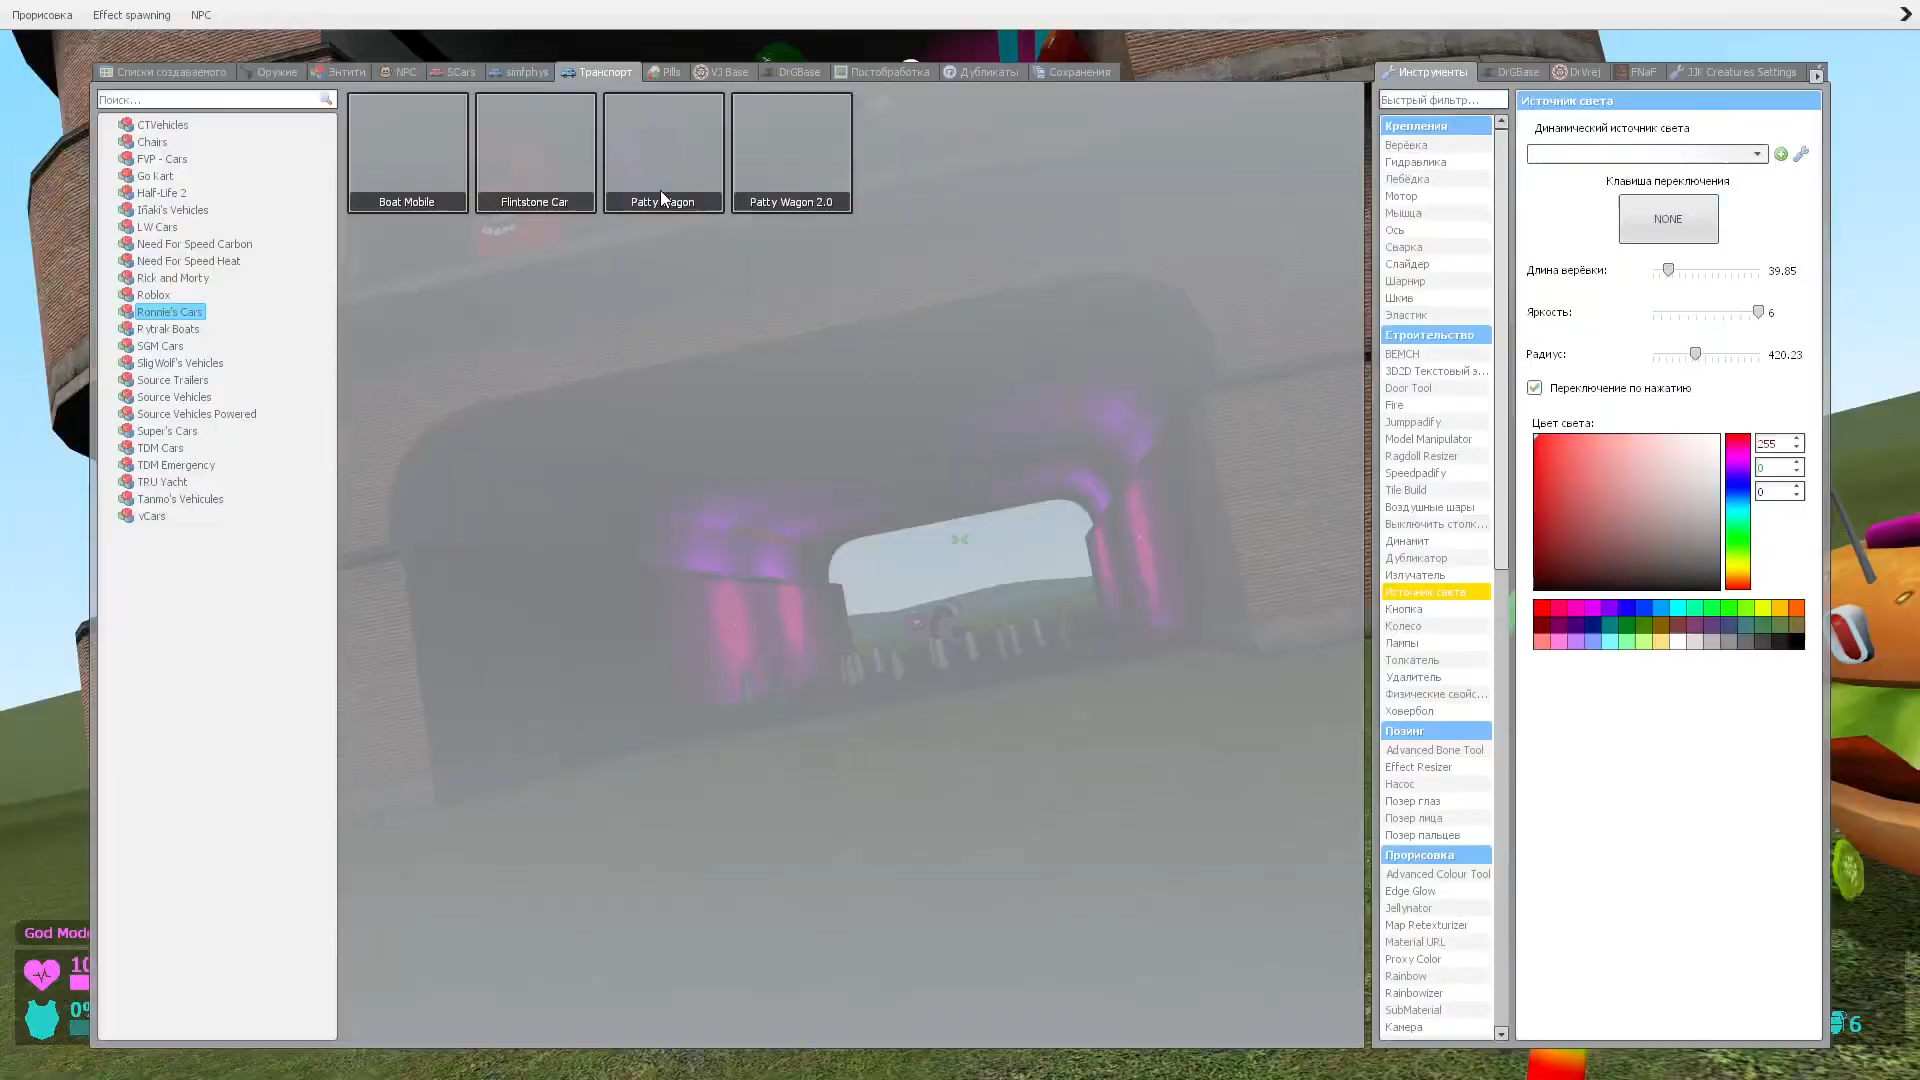 Прорисовка Effect spawning NPC
Списки создаваемого Оружие Энтити NPC SCars simfphys Транспорт Pills VJ Base DrGBase Постобработка Дубликаты Сохранения
Инструменты DrGBase DrVrej FNaF JJK Creatures Settings
Поиск...
CTVehicles
Chairs
FVP - Cars
Go Kart
Half-Life 2
Iñaki's Vehicles
LW Cars
Need For Speed Carbon
Need For Speed Heat
Rick and Morty
Roblox
Ronnie's Cars
Rytrak Boats
SGM Cars
SligWolf's Vehicles
Source Trailers
Source Vehicles
Source Vehicles Powered
Super's Cars
TDM Cars
TDM Emergency
TRU Yacht
Tanmo's Vehicules
vCars
Boat Mobile
Flintstone Car
Patty Wagon
Patty Wagon 2.0
Быстрый фильтр...
Крепления
Верёвка
Гидравлика
Лебёдка
Мотор
Мышца
Ось
Сварка
Слайдер
Шарнир
Шкив
Эластик
Строительство
BEMCH
3D2D Текстовый э...
Door Tool
Fire
Jumppadify
Model Manipulator
Ragdoll Resizer
Speedpadify
Tile Build
Воздушные шары
Выключить столк...
Динамит
Дубликатор
Излучатель
Источник света
Кнопка
Колесо
Лампы
Толкатель
Удалитель
Физические свойс...
Ховербол
Позинг
Advanced Bone Tool
Effect Resizer
Насос
Позер глаз
Позер лица
Позер пальцев
Прорисовка
Advanced Colour Tool
Edge Glow
Jellynator
Map Retexturizer
Material URL
Proxy Color
Rainbow
Rainbowizer
SubMaterial
Камера
Источник света
Динамический источник света
Клавиша переключения
NONE
Длина верёвки: 39.85
Яркость: 6
Радиус: 420.23
Переключение по нажатию
Цвет света:
255
0
0
God Mod
10
0%
6